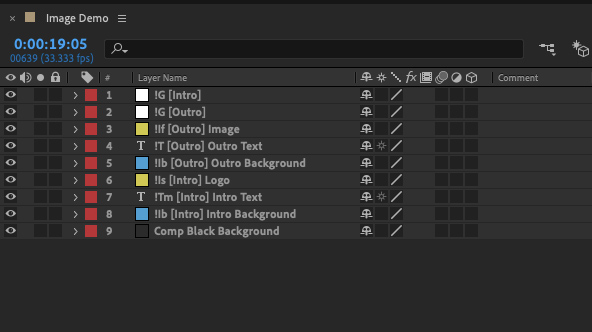 × Image Demo
0:00:19:05
00639 (33.333 fps)
# Layer Name fx Comment
1 !G [Intro]
2 !G [Outro]
3 !If [Outro] Image
4 T !T [Outro] Outro Text
5 !Ib [Outro] Outro Background
6 !Is [Intro] Logo
7 T !Tm [Intro] Intro Text
8 !Ib [Intro] Intro Background
9 Comp Black Background